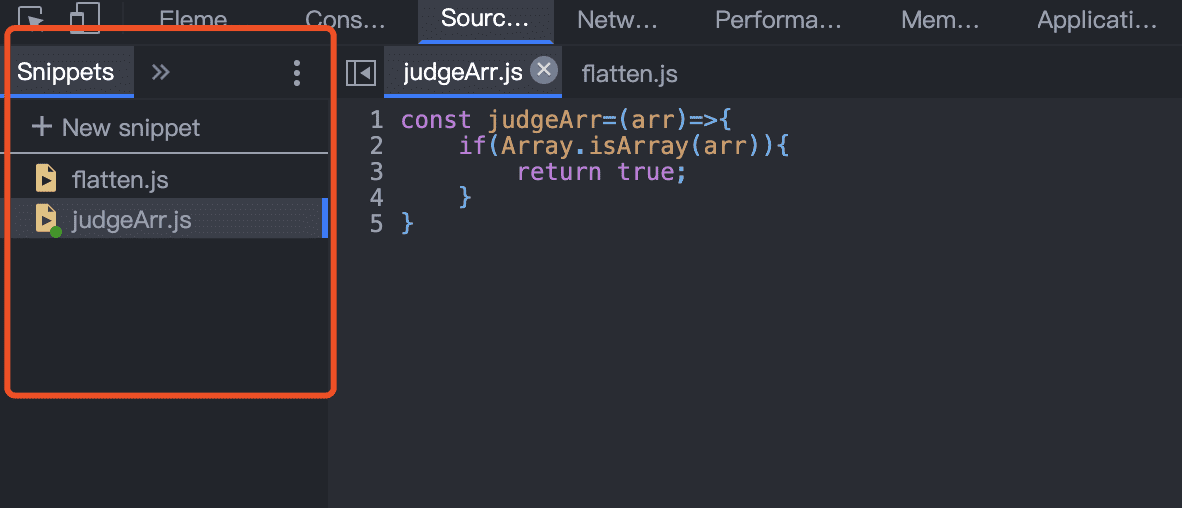 Eleme
Cons…
Sourc…
Netw…
Performa…
Mem…
Applicati…
Snippets
judgeArr.js
flatten.js
+ New snippet
flatten.js
judgeArr.js
1 const judgeArr=(arr)=>{
2 if(Array.isArray(arr)){
3 return true;
4 }
5 }